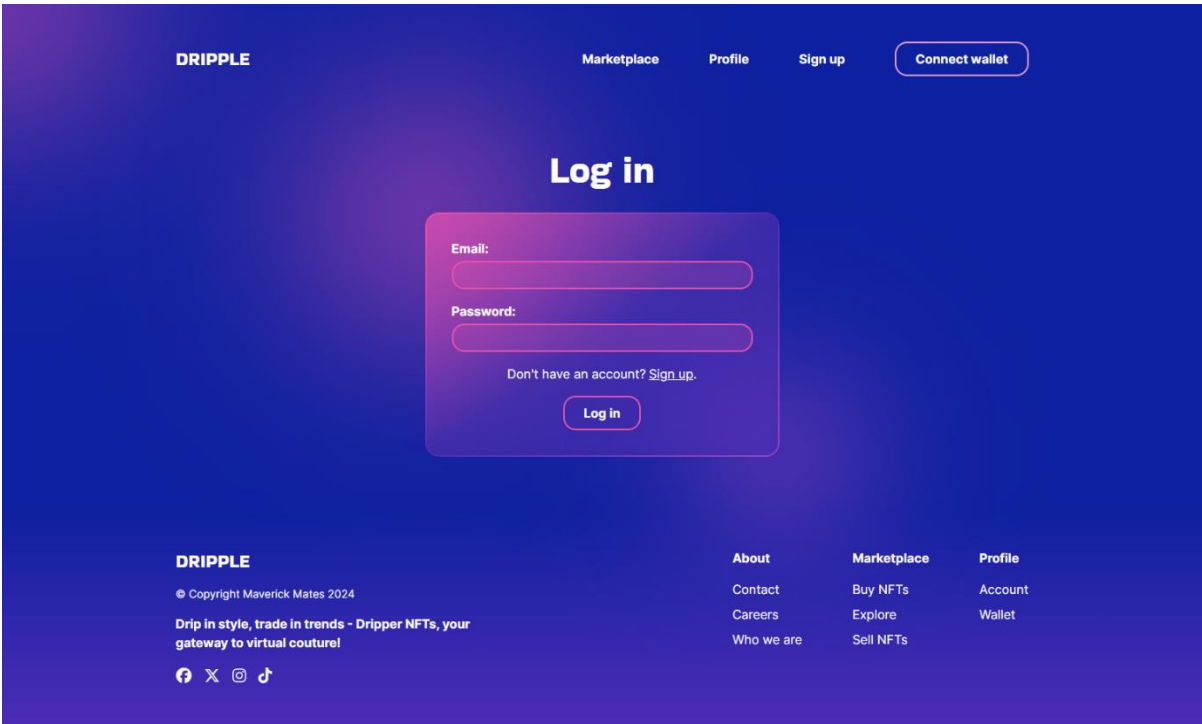 DRIPPLE
Marketplace
Profile
Sign up
Connect wallet
Log in
Email:
Password:
Don't have an account? Sign up.
Log in
DRIPPLE
© Copyright Maverick Mates 2024
Drip in style, trade in trends - Dripper NFTs, your
gateway to virtual couture!
About
Contact
Careers
Who we are
Marketplace
Buy NFTs
Explore
Sell NFTs
Profile
Account
Wallet